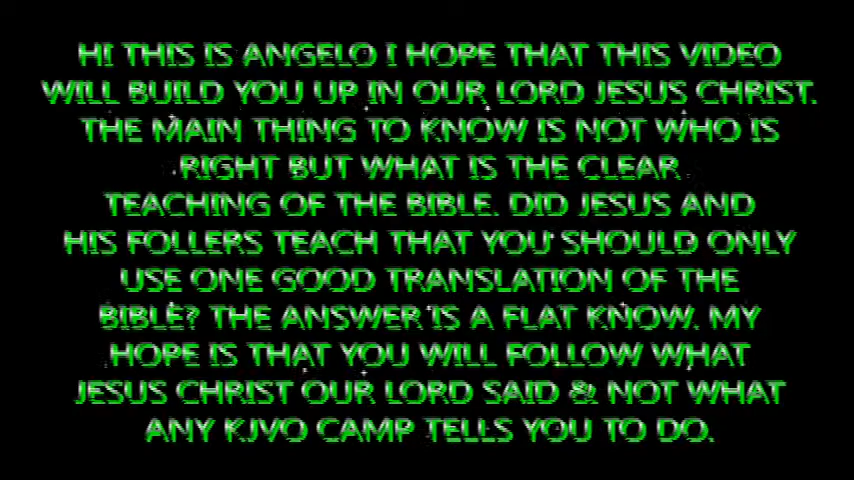 HI THIS IS ANGELO I HOPE THAT THIS VIDEO
WILL BUILD YOU UP IN OUR LORD JESUS CHRIST.
THE MAIN THING TO KNOW IS NOT WHO IS
RIGHT BUT WHAT IS THE CLEAR
TEACHING OF THE BIBLE. DID JESUS AND
HIS FOLLERS TEACH THAT YOU SHOULD ONLY
USE ONE GOOD TRANSLATION OF THE
BIBLE? THE ANSWER IS A FLAT KNOW. MY
HOPE IS THAT YOU WILL FOLLOW WHAT
JESUS CHRIST OUR LORD SAID & NOT WHAT
ANY KJVO CAMP TELLS YOU TO DO.